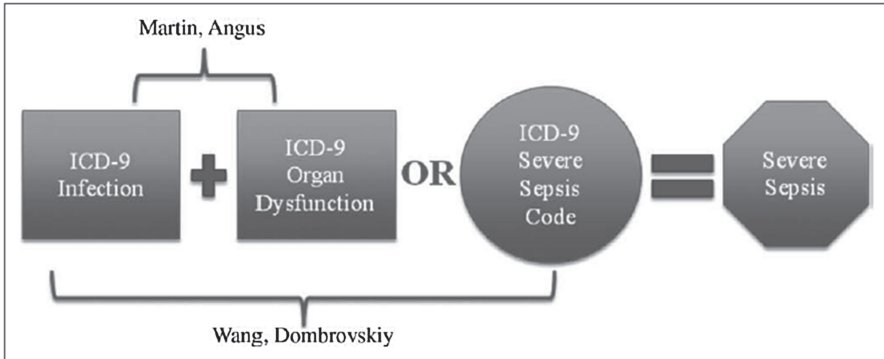 Martin, Angus
ICD-9
Infection
ICD-9
Organ
Dysfunction
OR
ICD-9
Severe
Sepsis
Code
Severe
Sepsis
Wang, Dombrovskiy